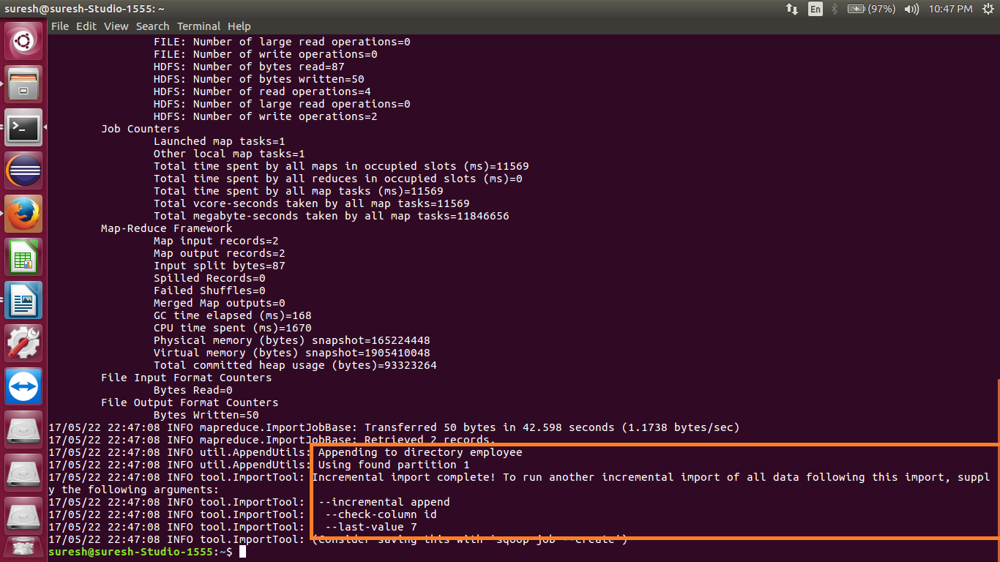 suresh@suresh-Studio-1555: ~
En
(97%)
10:47 PM
File Edit View Search Terminal Help
FILE: Number of large read operations=0
FILE: Number of write operations=0
HDFS: Number of bytes read=87
HDFS: Number of bytes written=50
HDFS: Number of read operations=4
HDFS: Number of large read operations=0
HDFS: Number of write operations=2
Job Counters
Launched map tasks=1
Other local map tasks=1
Total time spent by all maps in occupied slots (ms)=11569
Total time spent by all reduces in occupied slots (ms)=0
Total time spent by all map tasks (ms)=11569
Total vcore-seconds taken by all map tasks=11569
Total megabyte-seconds taken by all map tasks=11846656
Map-Reduce Framework
Map input records=2
Map output records=2
Input split bytes=87
Spilled Records=0
Failed Shuffles=0
Merged Map outputs=0
GC time elapsed (ms)=168
CPU time spent (ms)=1670
Physical memory (bytes) snapshot=165224448
Virtual memory (bytes) snapshot=1905410048
Total committed heap usage (bytes)=93323264
File Input Format Counters
Bytes Read=0
File Output Format Counters
Bytes Written=50
17/05/22 22:47:08 INFO mapreduce.ImportJobBase: Transferred 50 bytes in 42.598 seconds (1.1738 bytes/sec)
17/05/22 22:47:08 INFO mapreduce.ImportJobBase: Retrieved 2 records.
17/05/22 22:47:08 INFO util.AppendUtils: Appending to directory employee
17/05/22 22:47:08 INFO util.AppendUtils: Using found partition 1
17/05/22 22:47:08 INFO tool.ImportTool: Incremental import complete! To run another incremental import of all data following this import, suppl
y the following arguments:
17/05/22 22:47:08 INFO tool.ImportTool:  --incremental append
17/05/22 22:47:08 INFO tool.ImportTool:   --check-column id
17/05/22 22:47:08 INFO tool.ImportTool:   --last-value 7
17/05/22 22:47:08 INFO tool.ImportTool: (Consider saving this with 'sqoop job --create')
suresh@suresh-Studio-1555:~$